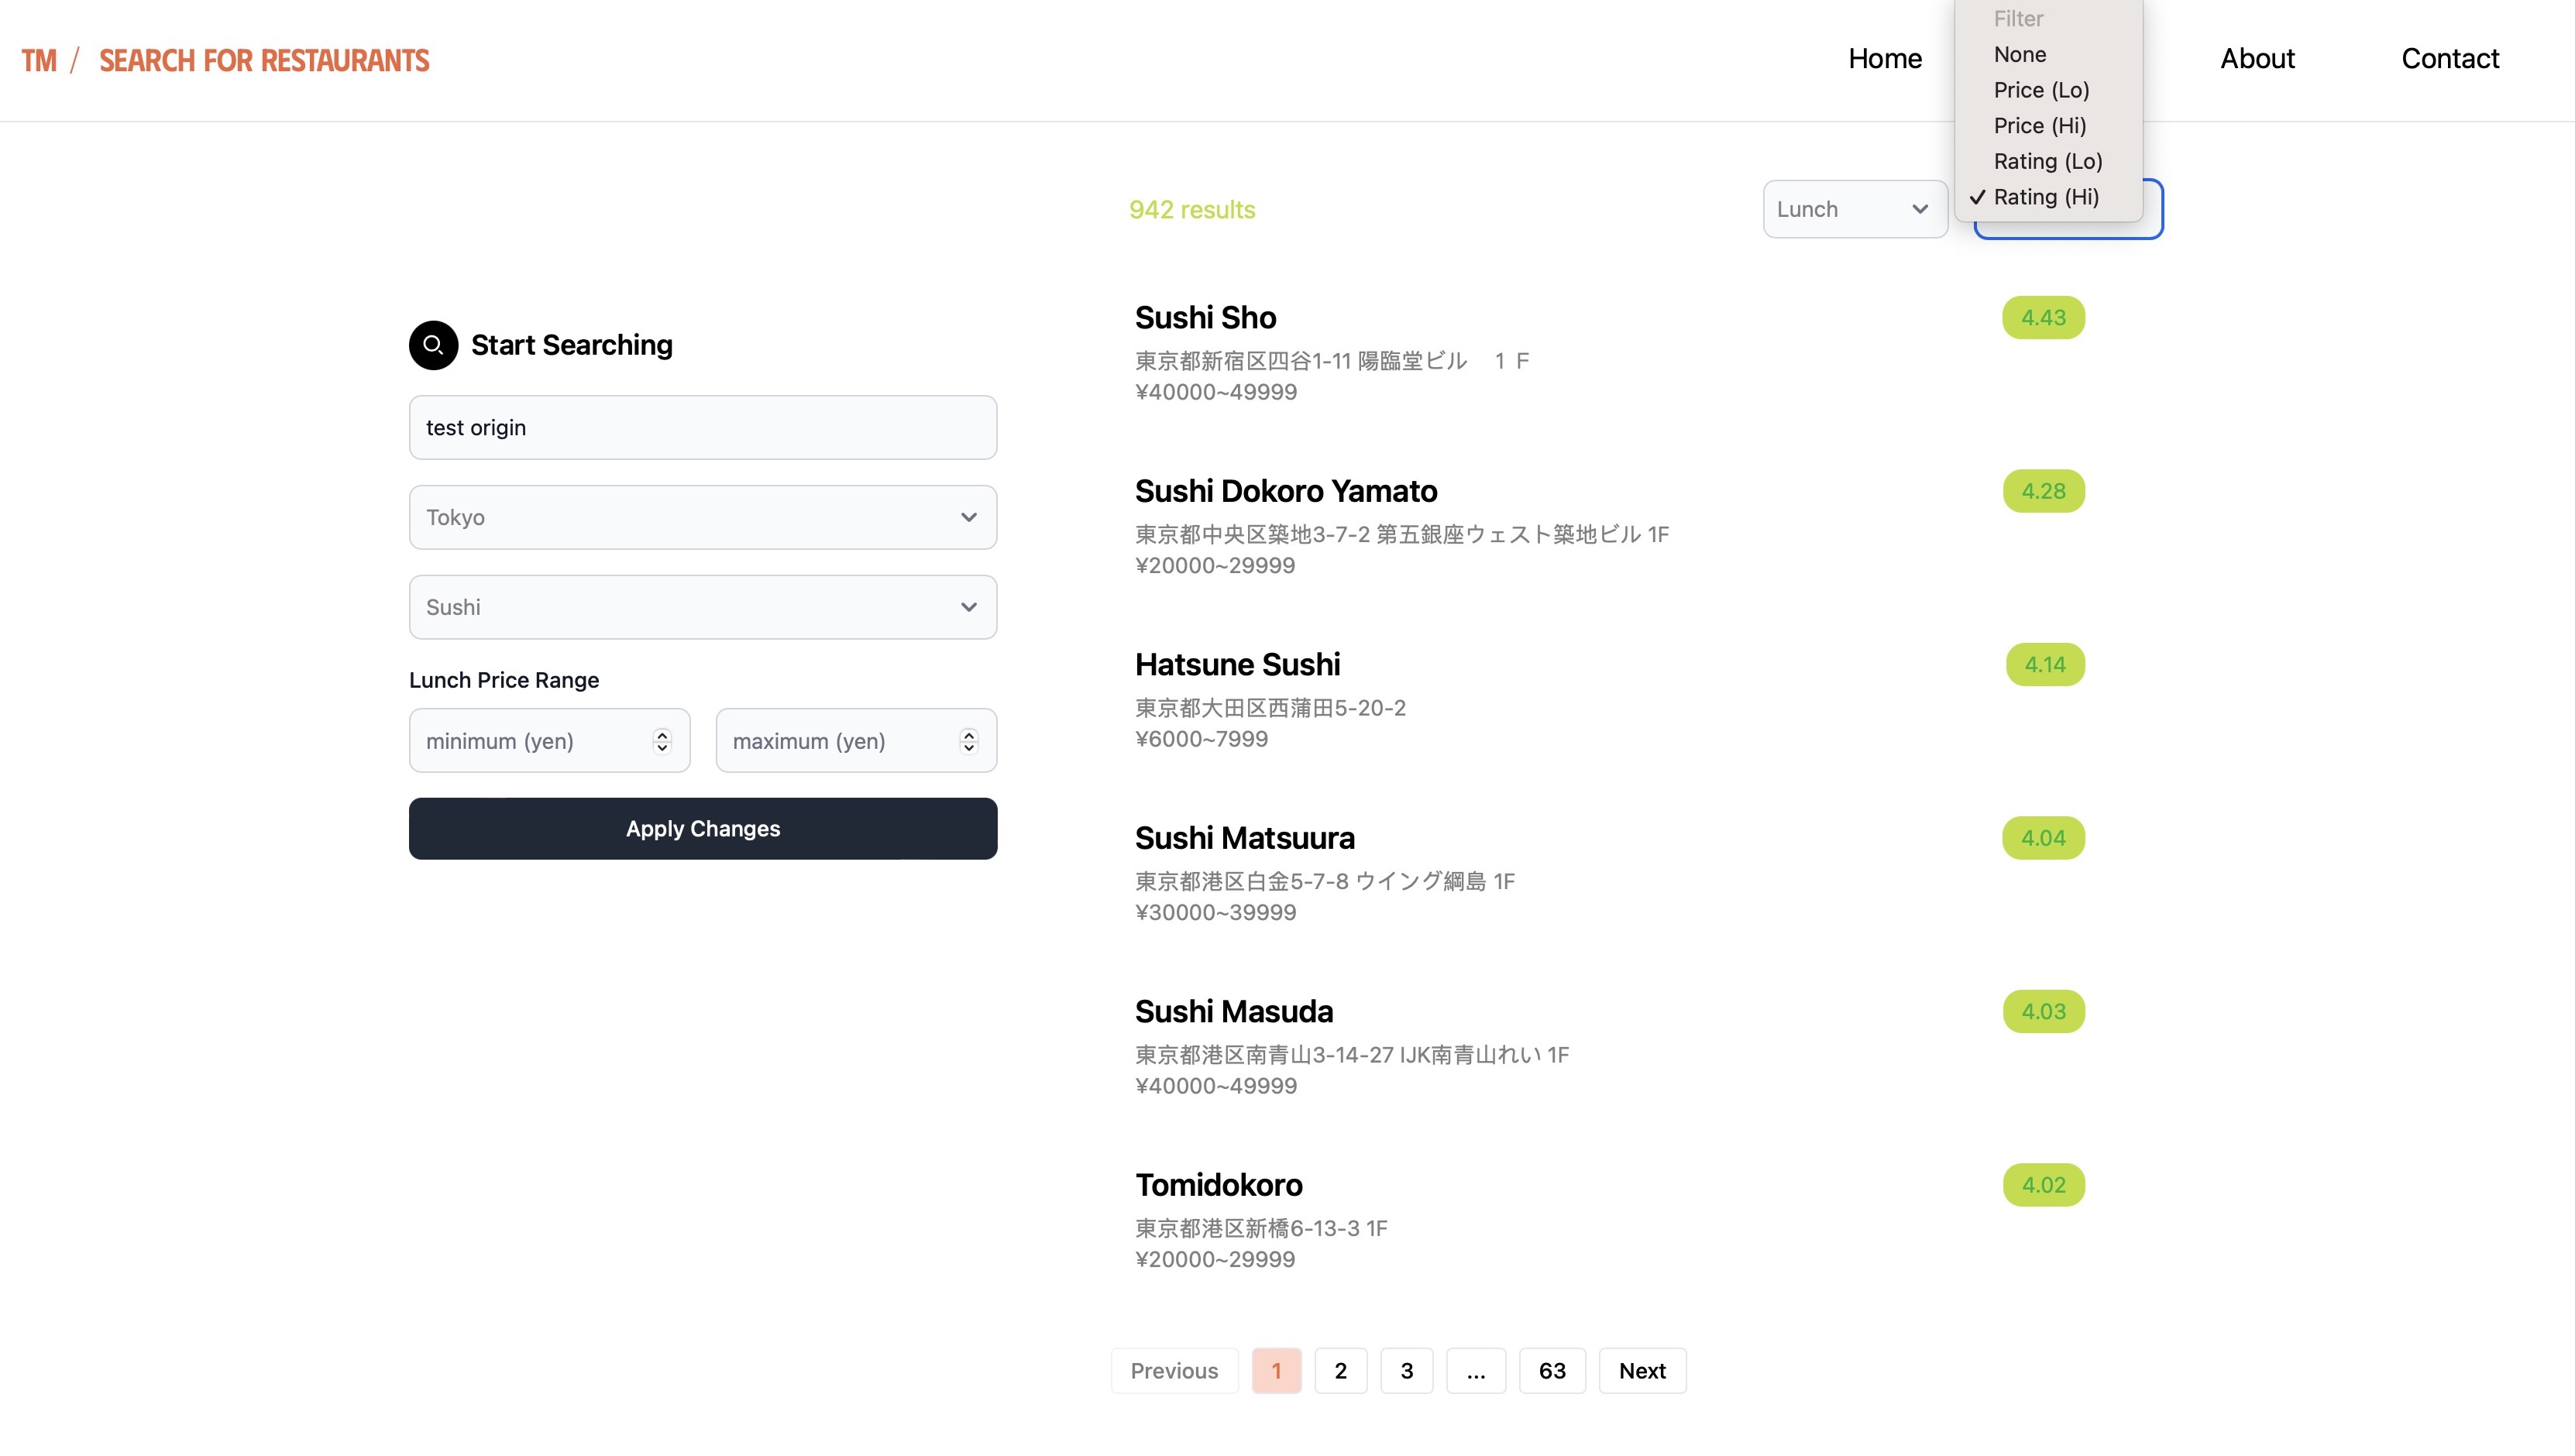 TM / SEARCH FOR RESTAURANTS
Home
About
Contact
Filter
None
Price (Lo)
Price (Hi)
Rating (Lo)
✓ Rating (Hi)
942 results
Lunch
Start Searching
test origin
Tokyo
Sushi
Lunch Price Range
minimum (yen)
maximum (yen)
Apply Changes
Sushi Sho
4.43
東京都新宿区四谷1-11 陽臨堂ビル　１Ｆ
¥40000~49999
Sushi Dokoro Yamato
4.28
東京都中央区築地3-7-2 第五銀座ウェスト築地ビル 1F
¥20000~29999
Hatsune Sushi
4.14
東京都大田区西蒲田5-20-2
¥6000~7999
Sushi Matsuura
4.04
東京都港区白金5-7-8 ウイング綱島 1F
¥30000~39999
Sushi Masuda
4.03
東京都港区南青山3-14-27 IJK南青山れい 1F
¥40000~49999
Tomidokoro
4.02
東京都港区新橋6-13-3 1F
¥20000~29999
Previous 1 2 3 ... 63 Next